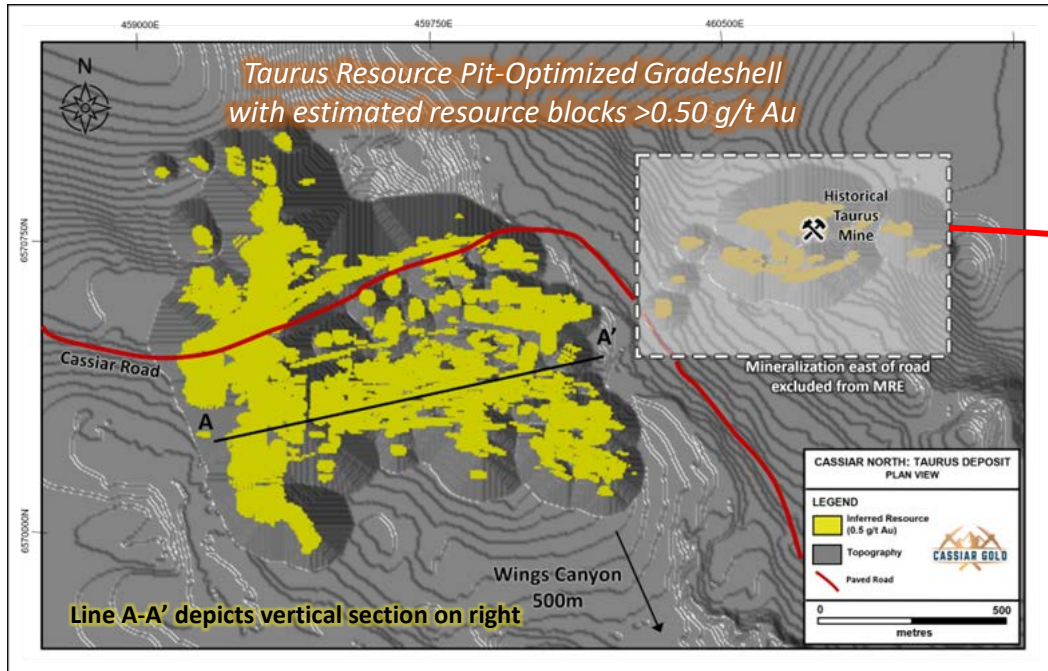 459000E
459750E
460500E
N
Taurus Resource Pit-Optimized Gradeshell
with estimated resource blocks >0.50 g/t Au
6570750N
Historical
Taurus
Mine
Cassiar Road
A'
Mineralization east of road
excluded from MRE
A
6570000N
CASSIAR NORTH: TAURUS DEPOSIT
PLAN VIEW
LEGEND
Inferred Resource
(0.5 g/t Au)
Topography
CASSIAR GOLD
Paved Road
Wings Canyon
500m
Line A-A' depicts vertical section on right
0 500
metres